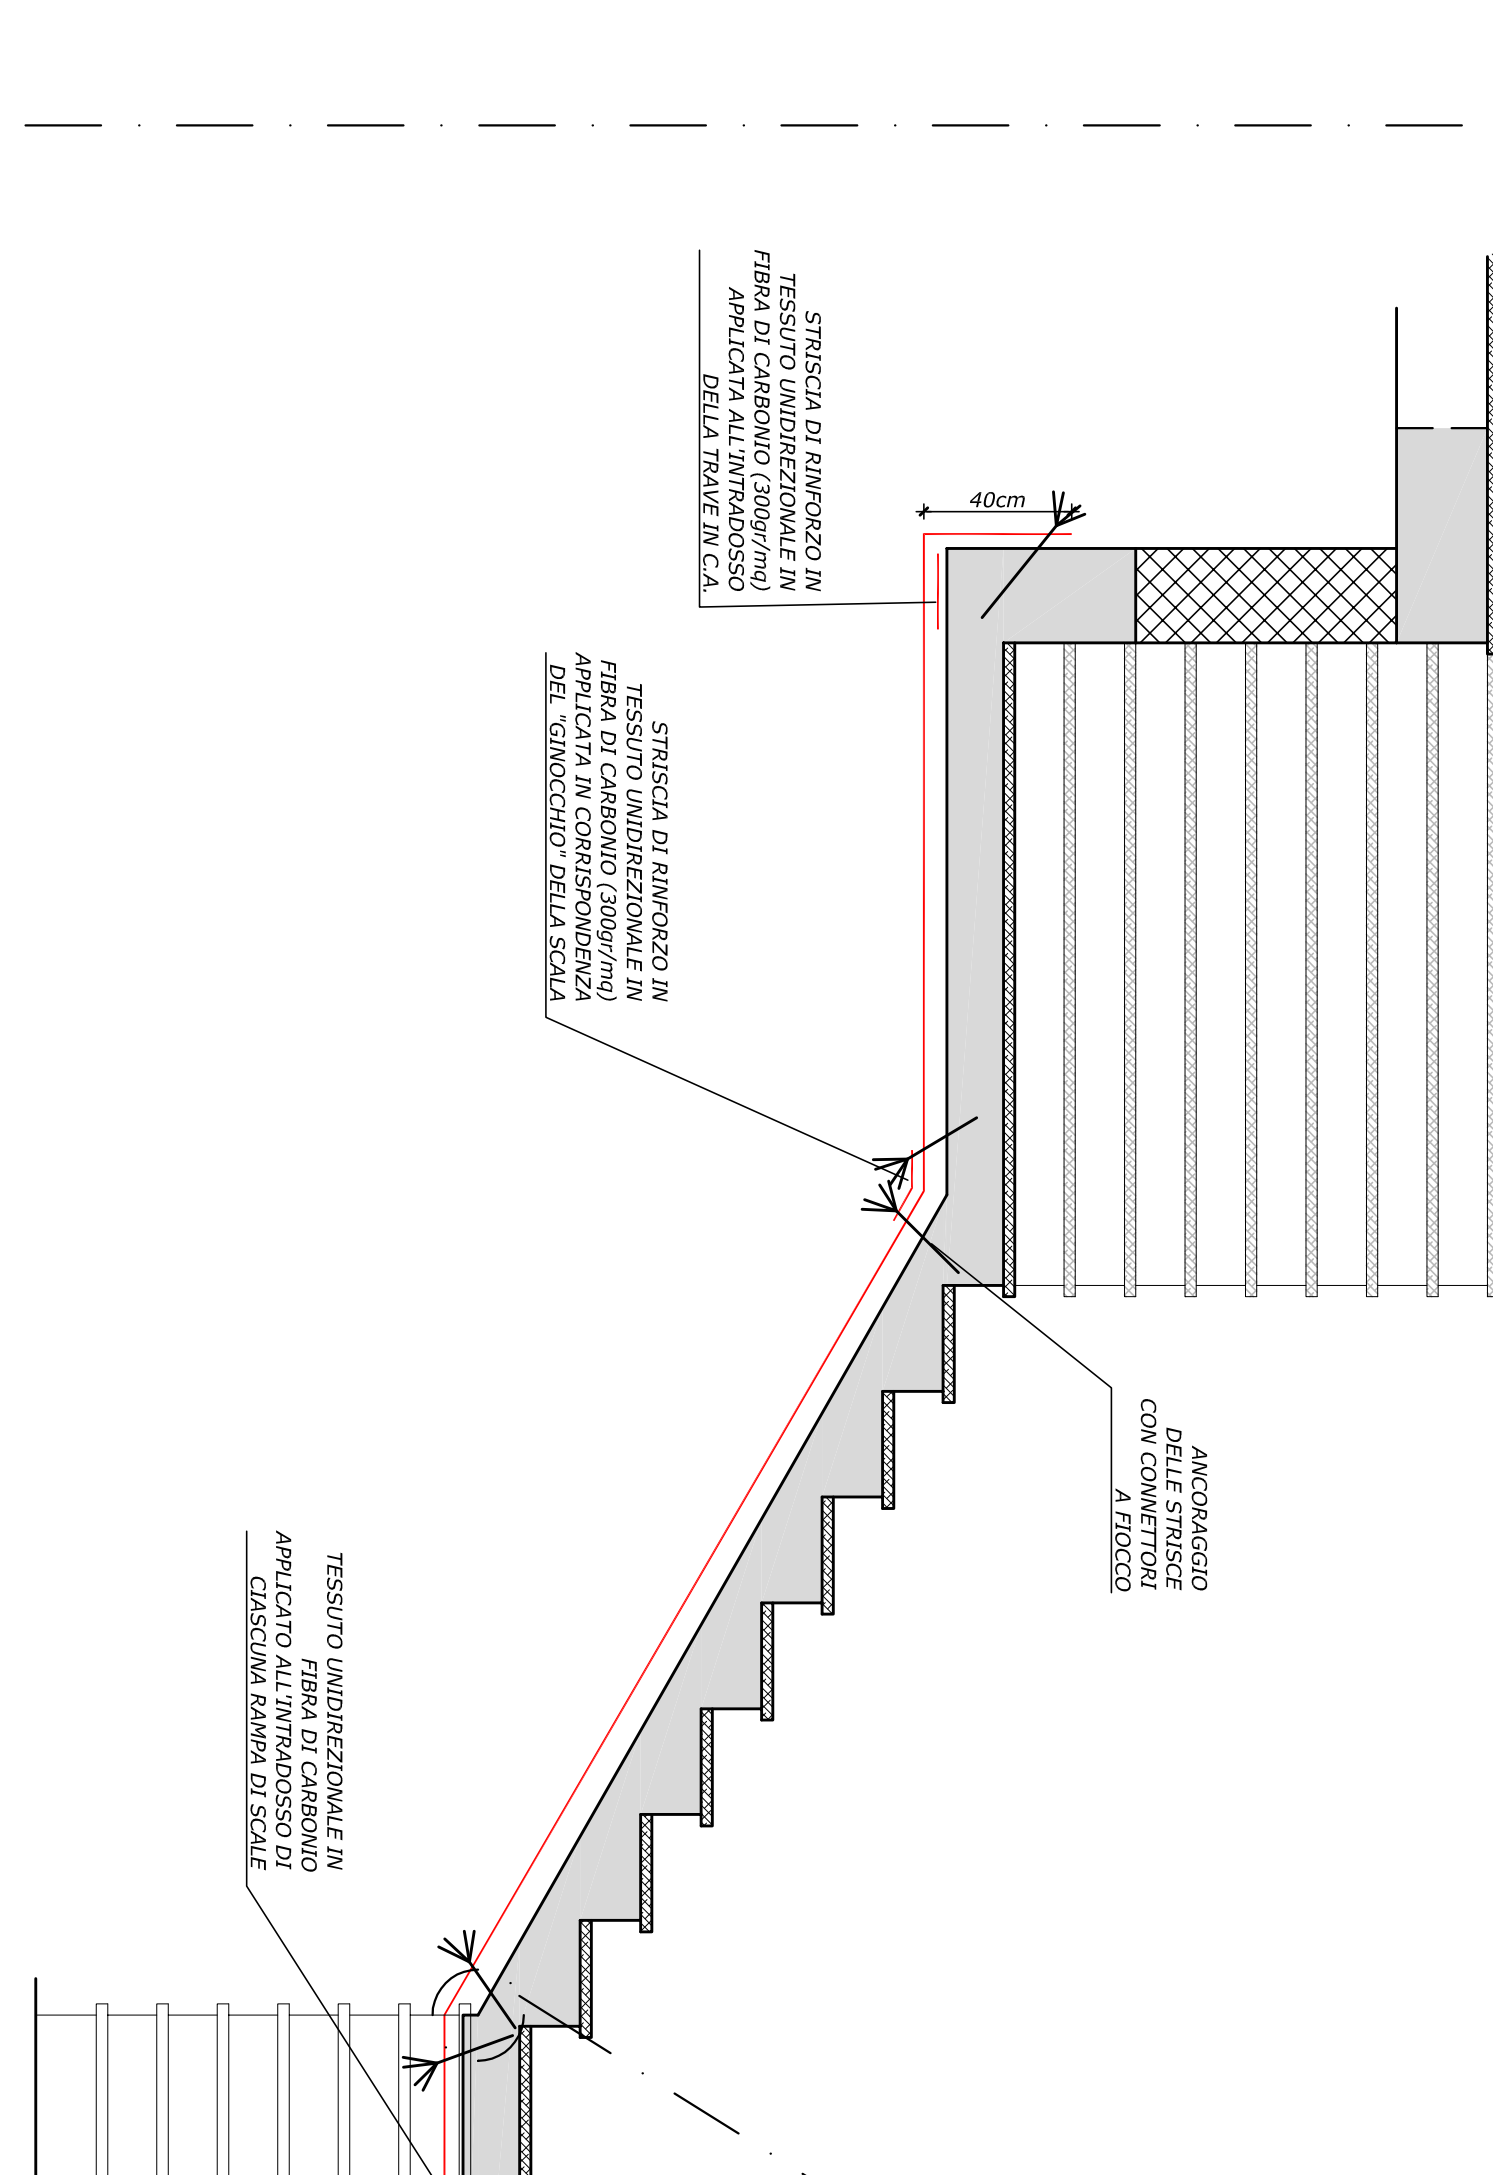 STRISCIA DI RINFORZO IN
TESSUTO UNIDIREZIONALE IN
FIBRA DI CARBONIO (300gr/mq)
APPLICATA ALL'INTRADOSSO
DELLA TRAVE IN C.A.
40cm
STRISCIA DI RINFORZO IN
TESSUTO UNIDIREZIONALE IN
FIBRA DI CARBONIO (300gr/mq)
APPLICATA IN CORRISPONDENZA
DEL "GINOCCHIO" DELLA SCALA
ANCORAGGIO
DELLE STRISCE
CON CONNETTORI
A FIOCCO
TESSUTO UNIDIREZIONALE IN
FIBRA DI CARBONIO
APPLICATO ALL'INTRADOSSO DI
CIASCUNA RAMPA DI SCALE